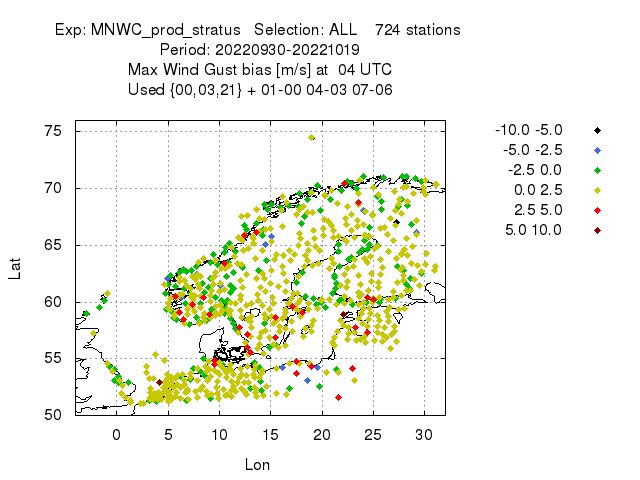 Exp: MNWC_prod_stratus   Selection: ALL    724 stations
Period: 20220930-20221019
Max Wind Gust bias [m/s] at  04 UTC
Used {00,03,21} + 01-00 04-03 07-06
-10.0 -5.0
-5.0 -2.5
-2.5 0.0
0.0 2.5
2.5 5.0
5.0 10.0
75
70
65
60
55
50
Lat
0 5 10 15 20 25 30
Lon